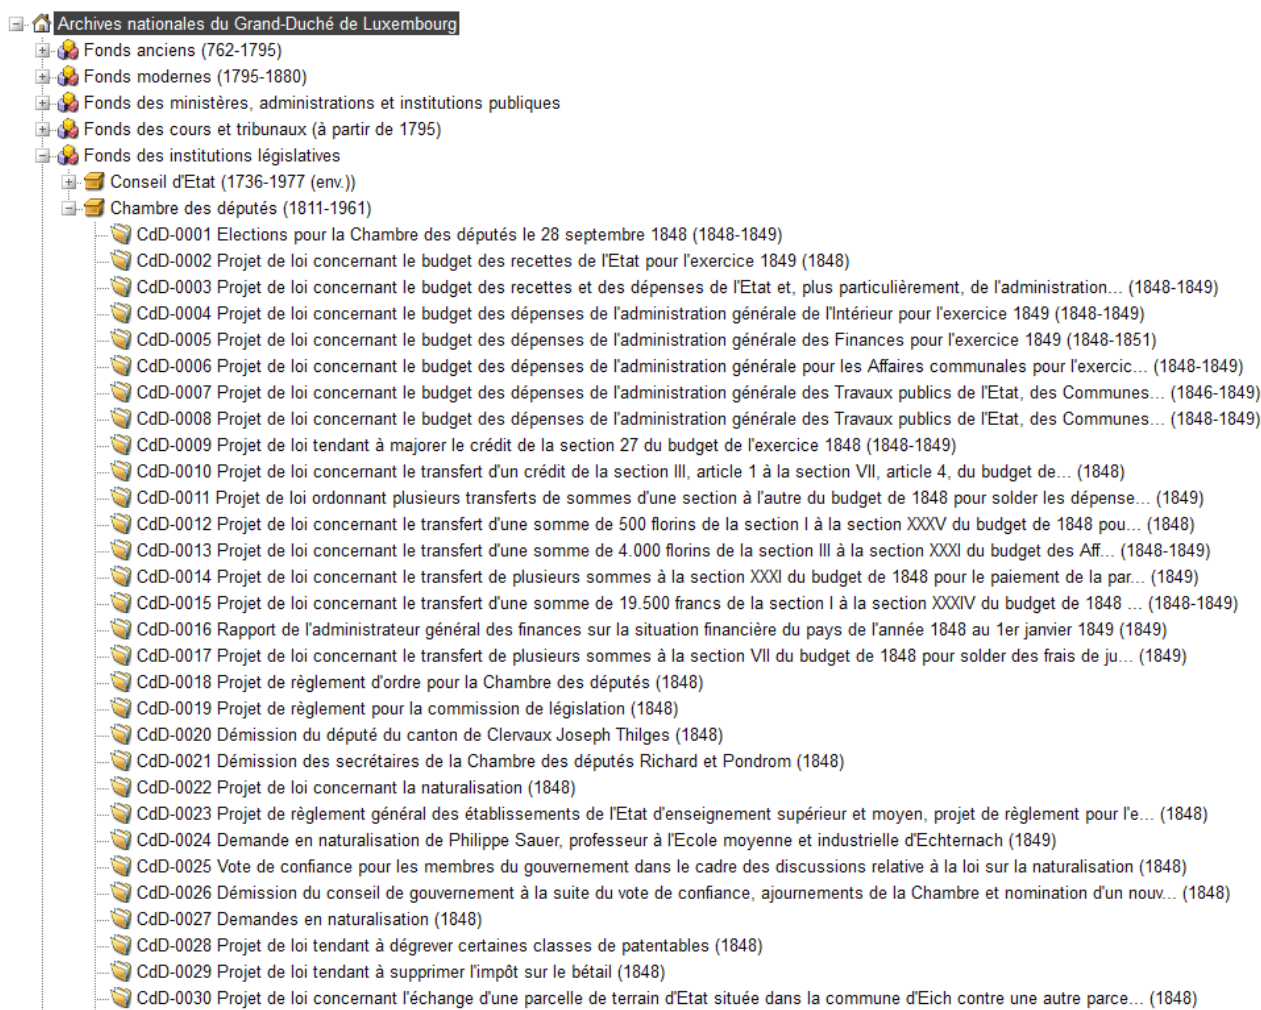 Archives nationales du Grand-Duché de Luxembourg
Fonds anciens (762-1795)
Fonds modernes (1795-1880)
Fonds des ministères, administrations et institutions publiques
Fonds des cours et tribunaux (à partir de 1795)
Fonds des institutions législatives
Conseil d'Etat (1736-1977 (env.))
Chambre des députés (1811-1961)
CdD-0001 Elections pour la Chambre des députés le 28 septembre 1848 (1848-1849)
CdD-0002 Projet de loi concernant le budget des recettes de l'Etat pour l'exercice 1849 (1848)
CdD-0003 Projet de loi concernant le budget des recettes et des dépenses de l'Etat et, plus particulièrement, de l'administration... (1848-1849)
CdD-0004 Projet de loi concernant le budget des dépenses de l'administration générale de l'Intérieur pour l'exercice 1849 (1848-1849)
CdD-0005 Projet de loi concernant le budget des dépenses de l'administration générale des Finances pour l'exercice 1849 (1848-1851)
CdD-0006 Projet de loi concernant le budget des dépenses de l'administration générale pour les Affaires communales pour l'exercic... (1848-1849)
CdD-0007 Projet de loi concernant le budget des dépenses de l'administration générale des Travaux publics de l'Etat, des Communes... (1846-1849)
CdD-0008 Projet de loi concernant le budget des dépenses de l'administration générale des Travaux publics de l'Etat, des Communes... (1848-1849)
CdD-0009 Projet de loi tendant à majorer le crédit de la section 27 du budget de l'exercice 1848 (1848-1849)
CdD-0010 Projet de loi concernant le transfert d'un crédit de la section III, article 1 à la section VII, article 4, du budget de... (1848)
CdD-0011 Projet de loi ordonnant plusieurs transferts de sommes d'une section à l'autre du budget de 1848 pour solder les dépense... (1849)
CdD-0012 Projet de loi concernant le transfert d'une somme de 500 florins de la section I à la section XXXV du budget de 1848 pou... (1848)
CdD-0013 Projet de loi concernant le transfert d'une somme de 4.000 florins de la section III à la section XXXI du budget des Aff... (1848-1849)
CdD-0014 Projet de loi concernant le transfert de plusieurs sommes à la section XXXI du budget de 1848 pour le paiement de la par... (1849)
CdD-0015 Projet de loi concernant le transfert d'une somme de 19.500 francs de la section I à la section XXXIV du budget de 1848 ... (1848-1849)
CdD-0016 Rapport de l'administrateur général des finances sur la situation financière du pays de l'année 1848 au 1er janvier 1849 (1849)
CdD-0017 Projet de loi concernant le transfert de plusieurs sommes à la section VII du budget de 1848 pour solder des frais de ju... (1849)
CdD-0018 Projet de règlement d'ordre pour la Chambre des députés (1848)
CdD-0019 Projet de règlement pour la commission de législation (1848)
CdD-0020 Démission du député du canton de Clervaux Joseph Thilges (1848)
CdD-0021 Démission des secrétaires de la Chambre des députés Richard et Pondrom (1848)
CdD-0022 Projet de loi concernant la naturalisation (1848)
CdD-0023 Projet de règlement général des établissements de l'Etat d'enseignement supérieur et moyen, projet de règlement pour l'e... (1848)
CdD-0024 Demande en naturalisation de Philippe Sauer, professeur à l'Ecole moyenne et industrielle d'Echternach (1849)
CdD-0025 Vote de confiance pour les membres du gouvernement dans le cadre des discussions relative à la loi sur la naturalisation (1848)
CdD-0026 Démission du conseil de gouvernement à la suite du vote de confiance, ajournements de la Chambre et nomination d'un nouv... (1848)
CdD-0027 Demandes en naturalisation (1848)
CdD-0028 Projet de loi tendant à dégrever certaines classes de patentables (1848)
CdD-0029 Projet de loi tendant à supprimer l'impôt sur le bétail (1848)
CdD-0030 Projet de loi concernant l'échange d'une parcelle de terrain d'Etat située dans la commune d'Eich contre une autre parce... (1848)